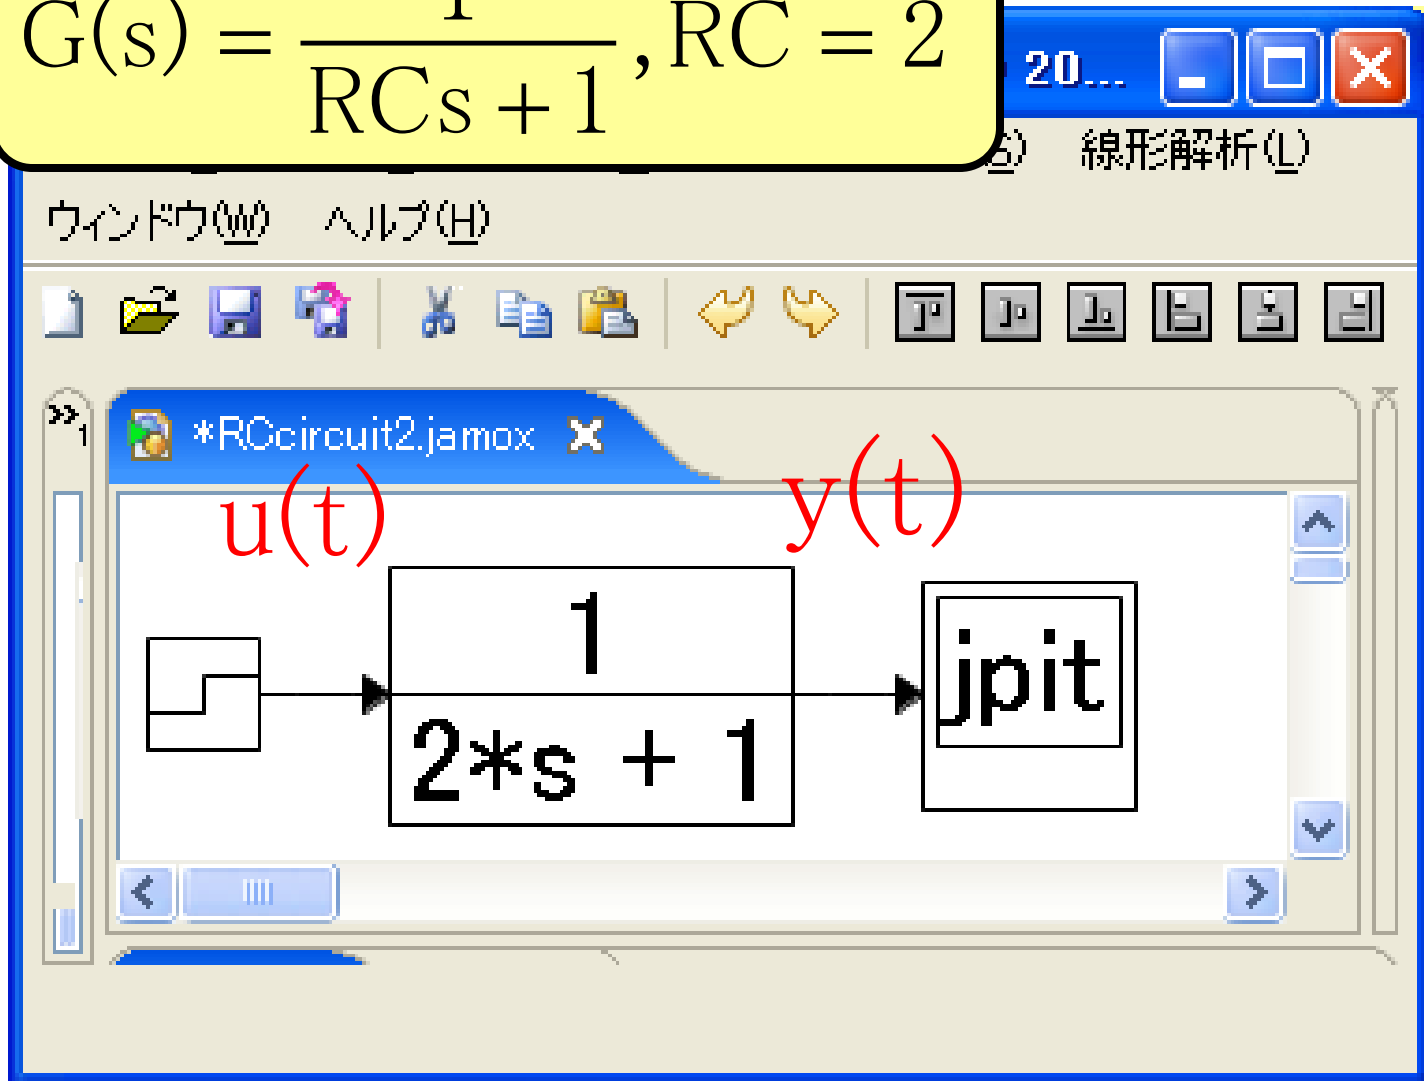 G(s) = 1 / RCs + 1 , RC = 2
20...
線形解析(L)
ウィンドウ(W) ヘルプ(H)
»1
*RCcircuit2.jamox
u(t) y(t)
1
2*s + 1
jpit